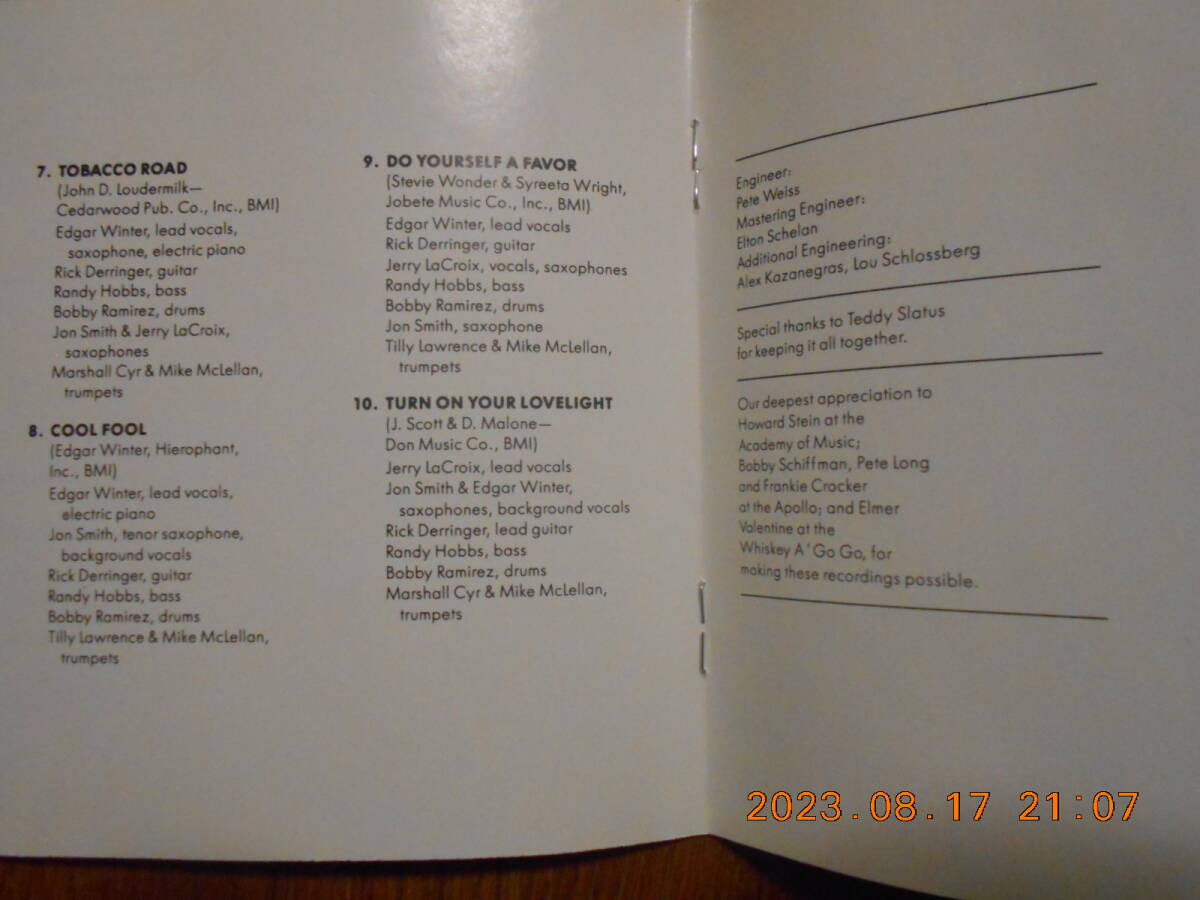 7. TOBACCO ROAD
(John D. Loudermilk—
Cedarwood Pub. Co., Inc., BMI)
Edgar Winter, lead vocals,
saxophone, electric piano
Rick Derringer, guitar
Randy Hobbs, bass
Bobby Ramirez, drums
Jon Smith & Jerry LaCroix,
saxophones
Marshall Cyr & Mike McLellan,
trumpets
8. COOL FOOL
(Edgar Winter, Hierophant,
Inc., BMI)
Edgar Winter, lead vocals,
electric piano
Jon Smith, tenor saxophone,
background vocals
Rick Derringer, guitar
Randy Hobbs, bass
Bobby Ramirez, drums
Tilly Lawrence & Mike McLellan,
trumpets
9. DO YOURSELF A FAVOR
(Stevie Wonder & Syreeta Wright,
Jobete Music Co., Inc., BMI)
Edgar Winter, lead vocals
Rick Derringer, guitar
Jerry LaCroix, vocals, saxophones
Randy Hobbs, bass
Bobby Ramirez, drums
Jon Smith, saxophone
Tilly Lawrence & Mike McLellan,
trumpets
10. TURN ON YOUR LOVELIGHT
(J. Scott & D. Malone—
Don Music Co., BMI)
Jerry LaCroix, lead vocals
Jon Smith & Edgar Winter,
saxophones, background vocals
Rick Derringer, lead guitar
Randy Hobbs, bass
Bobby Ramirez, drums
Marshall Cyr & Mike McLellan,
trumpets
Engineer:
Pete Weiss
Mastering Engineer:
Elton Schelan
Additional Engineering:
Alex Kazanegras, Lou Schlossberg
Special thanks to Teddy Slatus
for keeping it all together.
Our deepest appreciation to
Howard Stein at the
Academy of Music;
Bobby Schiffman, Pete Long
and Frankie Crocker
at the Apollo; and Elmer
Valentine at the
Whiskey A' Go Go, for
making these recordings possible.
2023.08.17 21:07